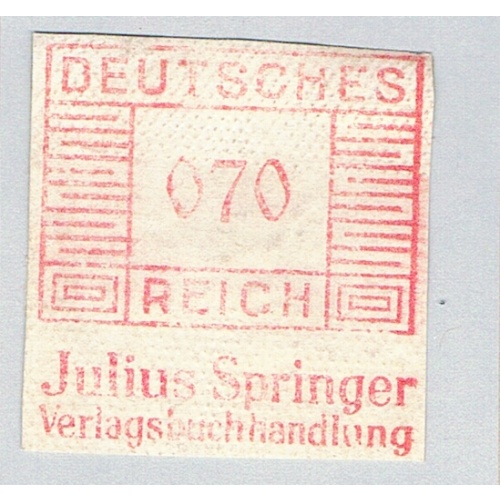 DEUTSCHES
070
REICH
Julius Springer
Verlagsbuchhandlung